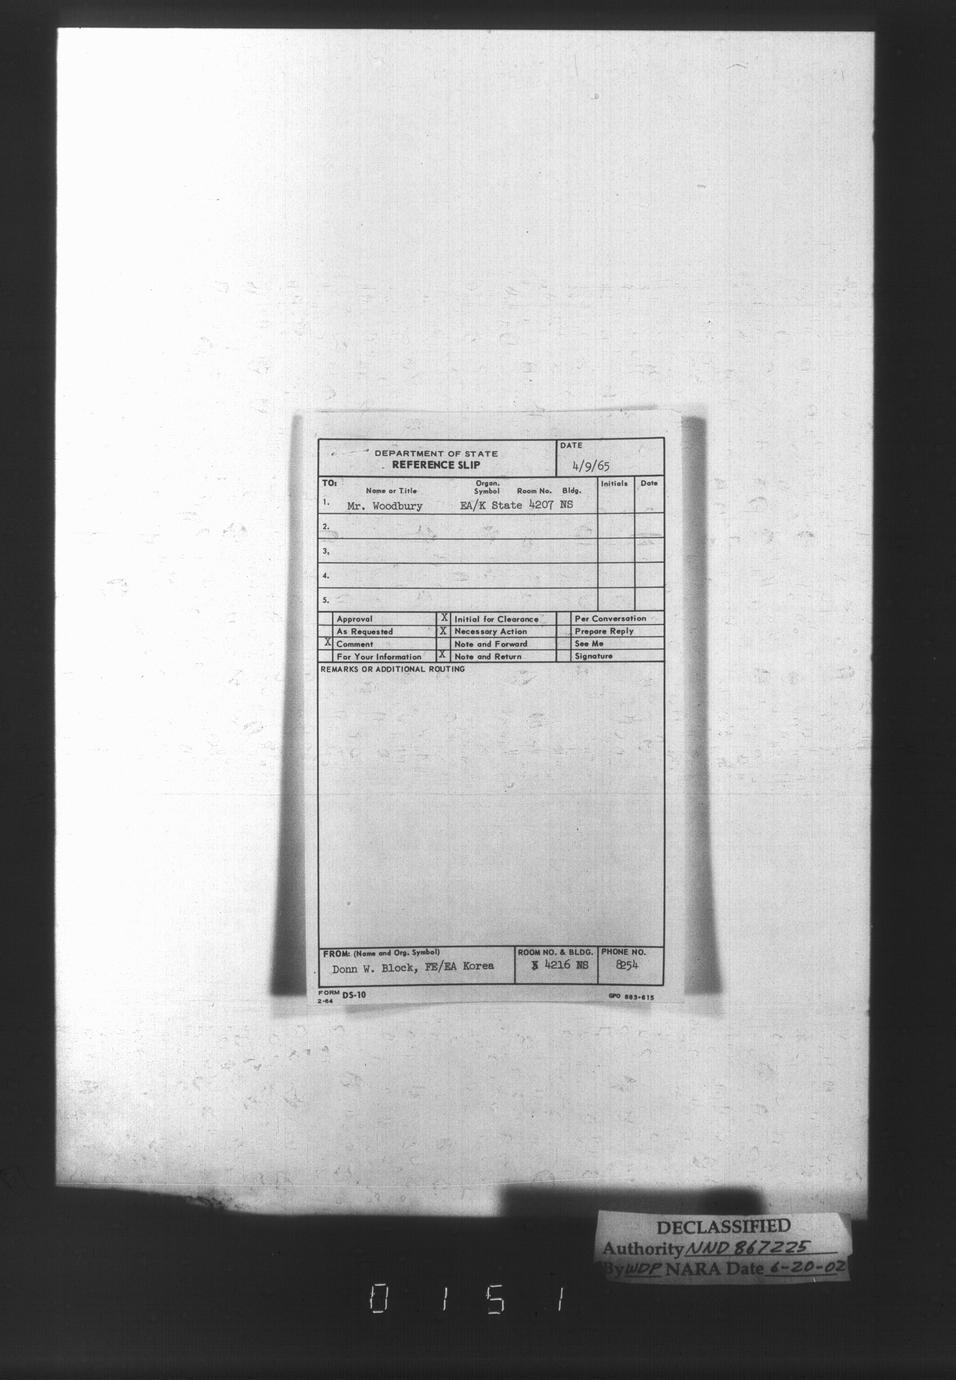 DEPARTMENT OF STATE
REFERENCE SLIP
DATE
4/9/65
TO:
Name or Title
Organ. Symbol
Room No.
Bldg.
Initials
Date
1. Mr. Woodbury EA/K State 4207 NS
2.
3.
4.
5.
Approval
X Initial for Clearance
Per Conversation
As Requested
X Necessary Action
Prepare Reply
X Comment
Note and Forward
See Me
For Your Information
X Note and Return
Signature
REMARKS OR ADDITIONAL ROUTING
FROM: (Name and Org. Symbol)
Donn W. Block, FE/EA Korea
ROOM NO. & BLDG.
4216 NS
PHONE NO.
8254
FORM DS-10
2-64
GPO 883-615
DECLASSIFIED
Authority NND 867225
By WDP NARA Date 6-20-02
0151